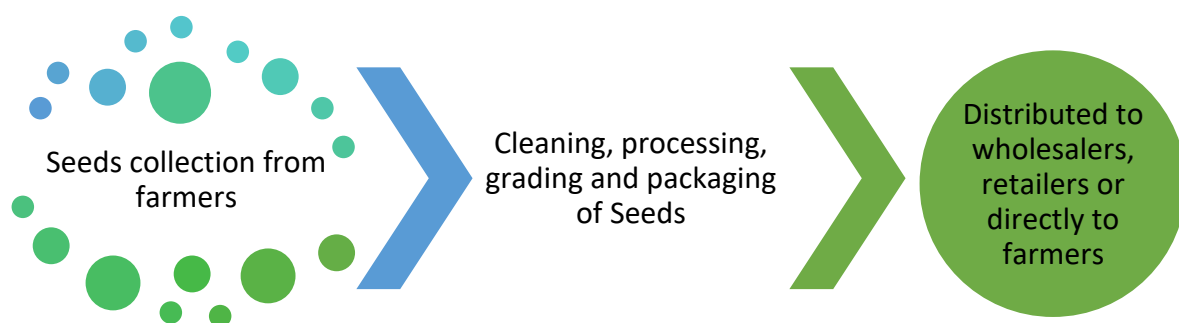 Seeds collection from
farmers
Cleaning, processing,
grading and packaging
of Seeds
Distributed to
wholesalers,
retailers or
directly to
farmers